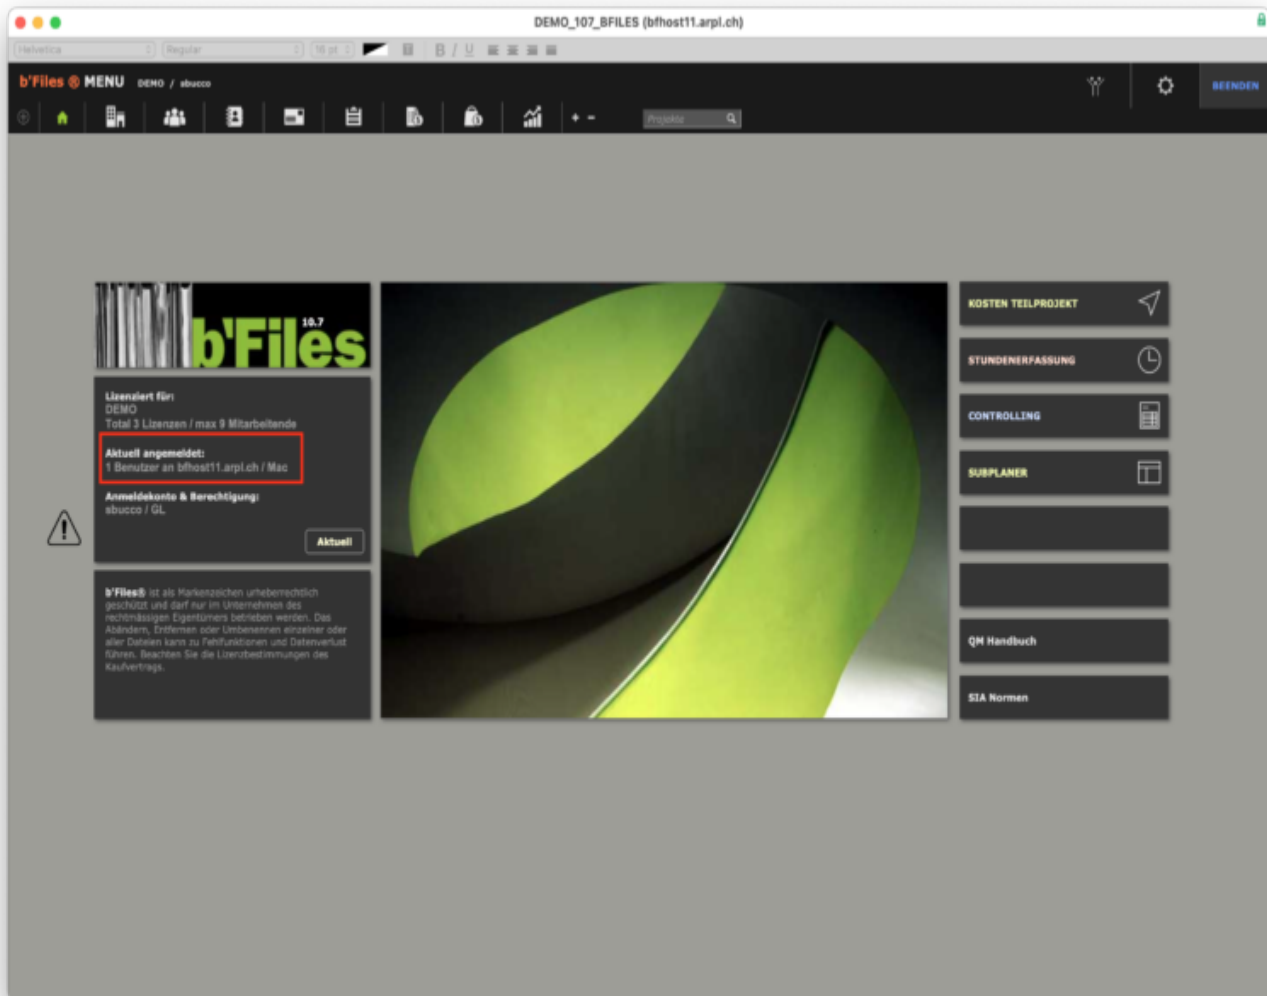 DEMO_107_BFILES (bfhost11.arpl.ch)
Helvetica Regular 16 pt B I U
b'Files ® MENU DEMO / sbucco
BEENDEN
+ -
Projekte
b'Files 10.7
Lizenziert für:
DEMO
Total 3 Lizenzen / max 9 Mitarbeitende
Aktuell angemeldet:
1 Benutzer an bfhost11.arpl.ch / Mac
Anmeldekonto & Berechtigung:
sbucco / GL
Aktuell
b'Files® ist als Markenzeichen urheberrechtlich
geschützt und darf nur im Unternehmen des
rechtmässigen Eigentümers betrieben werden. Das
Abändern, Entfernen oder Umbenennen einzelner oder
aller Dateien kann zu Fehlfunktionen und Datenverlust
führen. Beachten Sie die Lizenzbestimmungen des
Kaufvertrags.
KOSTEN TEILPROJEKT
STUNDENERFASSUNG
CONTROLLING
SUBPLANER
QM Handbuch
SIA Normen